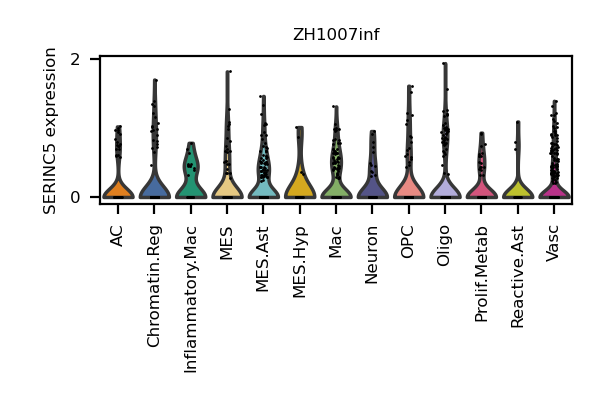 ZH1007inf
SERINC5 expression
2
0
AC
Chromatin.Reg
Inflammatory.Mac
MES
MES.Ast
MES.Hyp
Mac
Neuron
OPC
Oligo
Prolif.Metab
Reactive.Ast
Vasc